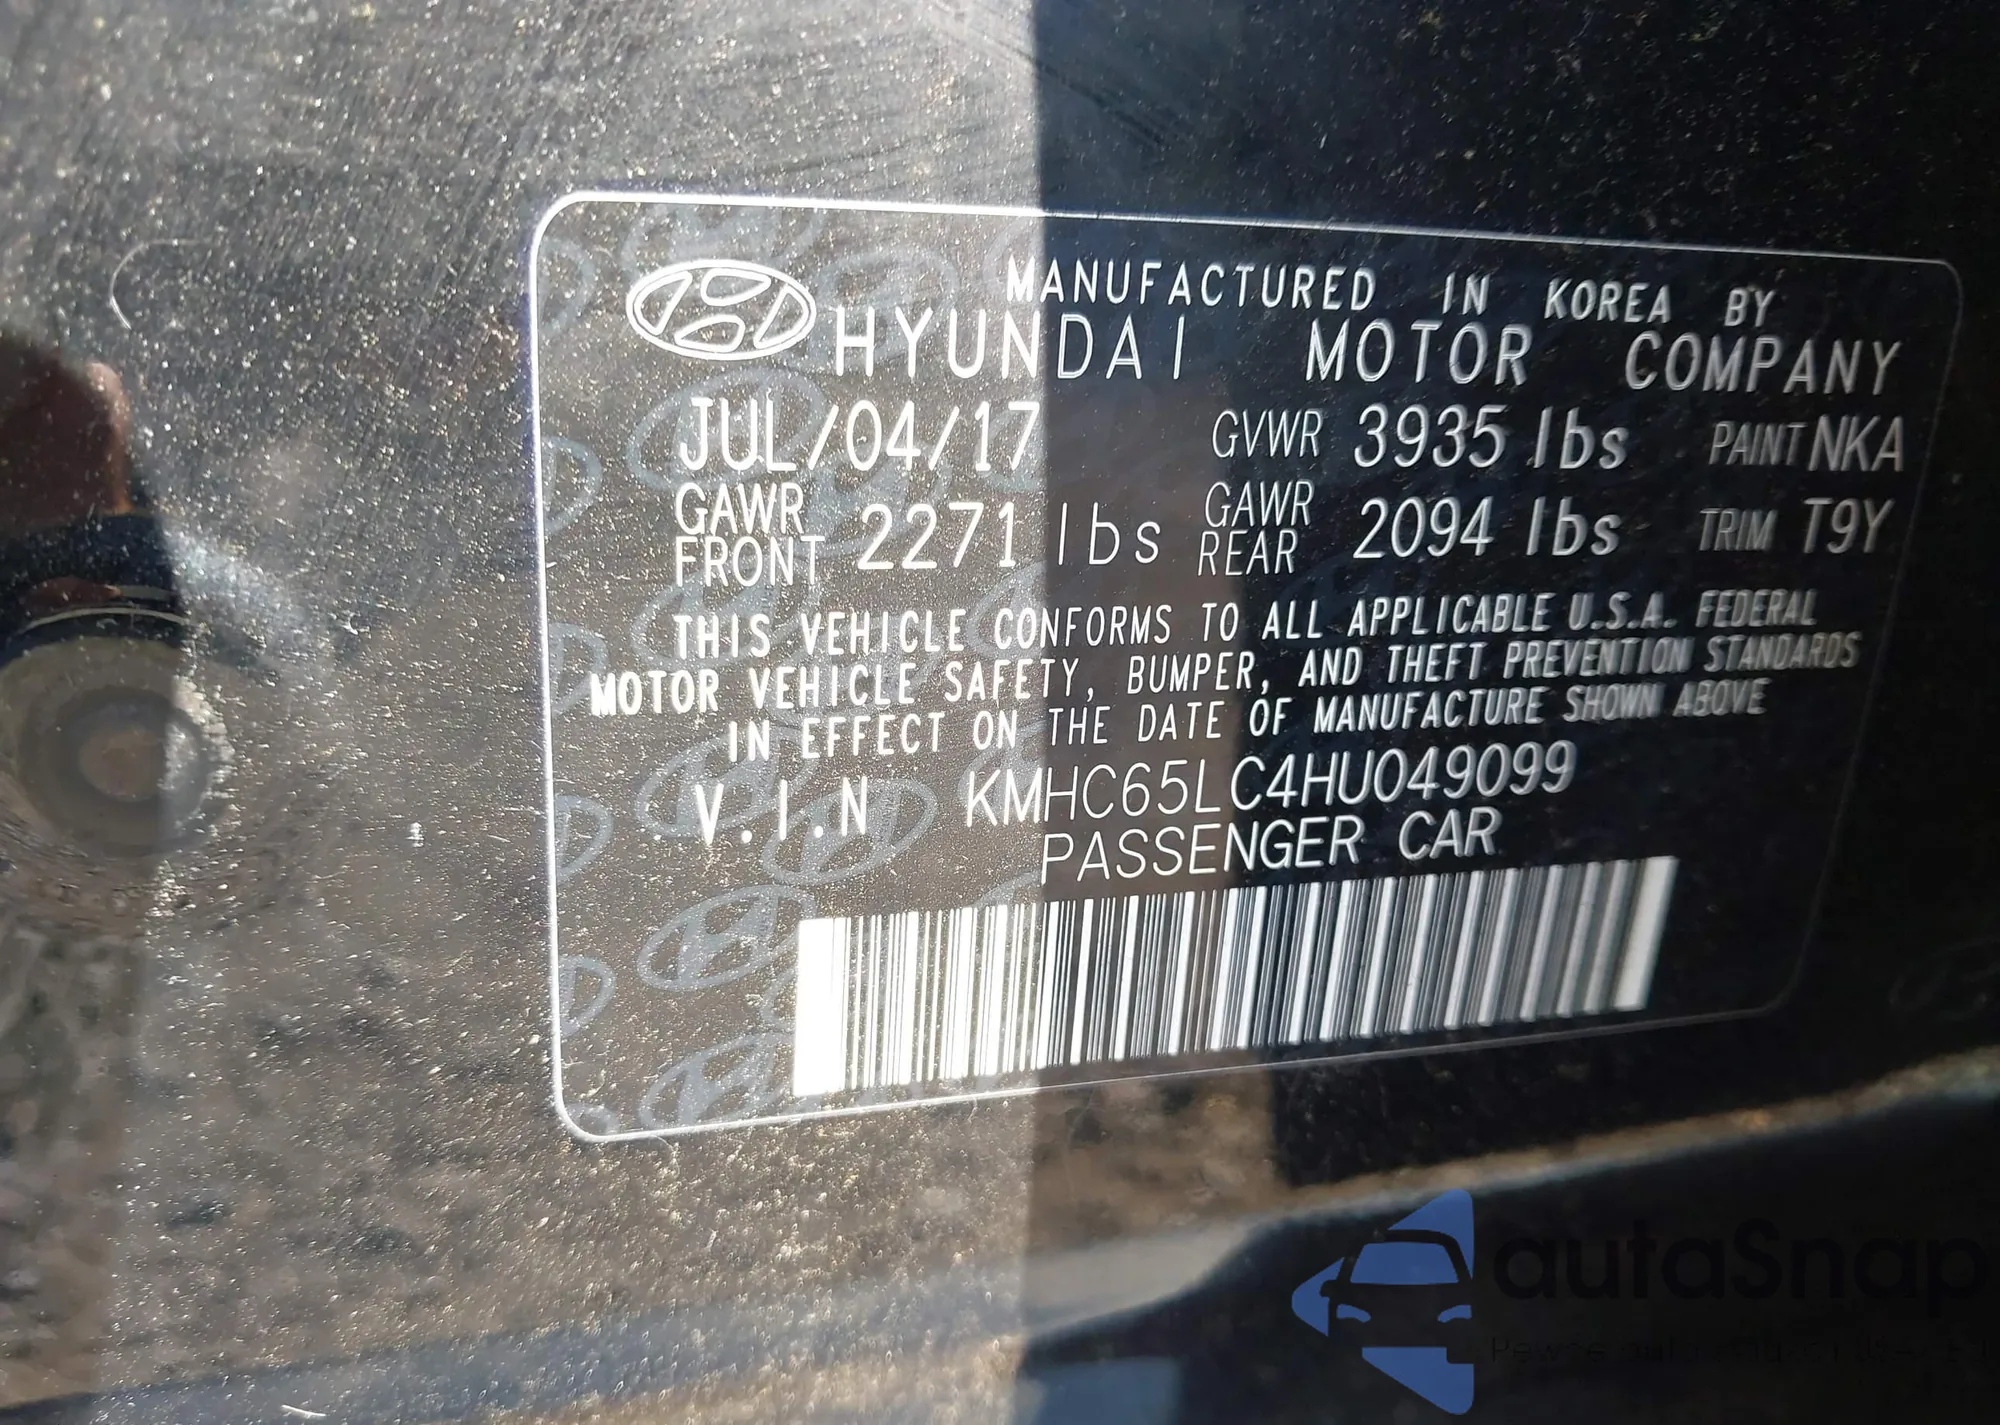 MANUFACTURED IN KOREA BY
HYUNDAI MOTOR COMPANY
JUL/04/17 GVWR 3935 lbs PAINT NKA
GAWR FRONT 2271 lbs GAWR REAR 2094 lbs TRIM T9Y
THIS VEHICLE CONFORMS TO ALL APPLICABLE U.S.A. FEDERAL
MOTOR VEHICLE SAFETY, BUMPER, AND THEFT PREVENTION STANDARDS
IN EFFECT ON THE DATE OF MANUFACTURE SHOWN ABOVE
V.I.N KMHC65LC4HU049099
PASSENGER CAR
autaSnap